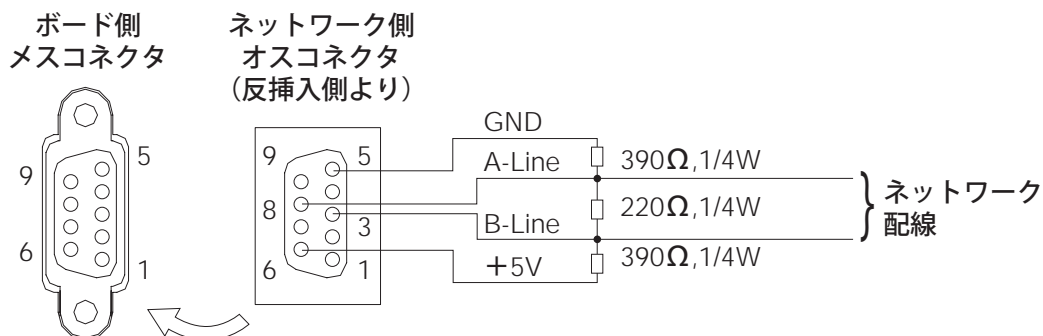 ボード側
メスコネクタ
ネットワーク側
オスコネクタ
（反挿入側より）
9
5
6
1
9
5
8
3
6
1
GND
A-Line
B-Line
＋5V
390Ω,1/4W
220Ω,1/4W
390Ω,1/4W
ネットワーク
配線